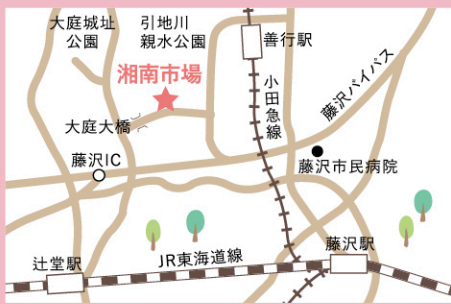 大庭城址
公園
引地川
親水公園
善行駅
湘南市場
小田急線
藤沢バイパス
大庭大橋
藤沢IC
藤沢市民病院
辻堂駅
JR東海道線
藤沢駅